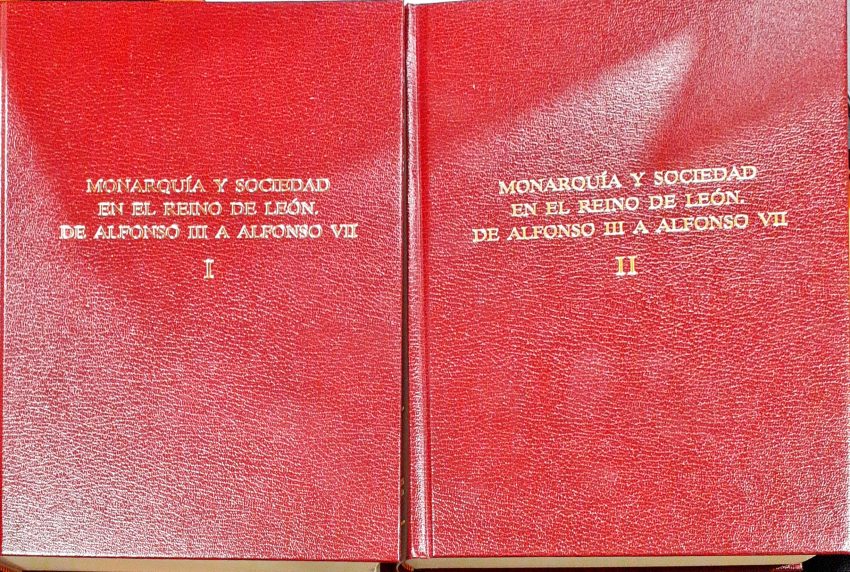 MONARQUÍA Y SOCIEDAD
EN EL REINO DE LEÓN.
DE ALFONSO III A ALFONSO VII
I
MONARQUÍA Y SOCIEDAD
EN EL REINO DE LEÓN.
DE ALFONSO III A ALFONSO VII
II